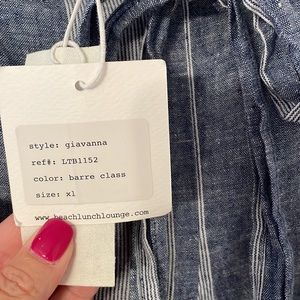 style: giavanna
ref#: LTB1152
color: barre class
size: xl
www.beachlunchlounge.com